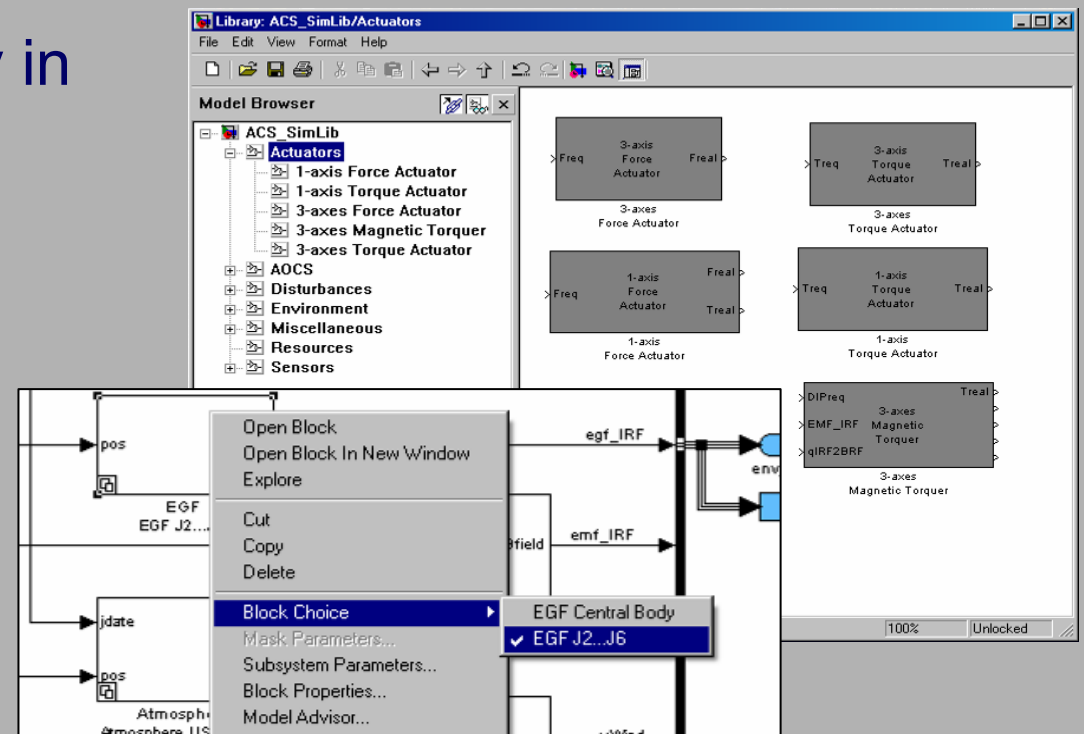 in
Library: ACS_SimLib/Actuators
File Edit View Format Help
Model Browser
ACS_SimLib
Actuators
1-axis Force Actuator
1-axis Torque Actuator
3-axes Force Actuator
3-axes Magnetic Torquer
3-axes Torque Actuator
AOCS
Disturbances
Environment
Miscellaneous
Resources
Sensors
Freq
3-axis
Force
Actuator
Freal
3-axes
Force Actuator
Treq
3-axis
Torque
Actuator
Treal
3-axes
Torque Actuator
Freq
1-axis
Force
Actuator
Freal
Treal
1-axis
Force Actuator
Treq
1-axis
Torque
Actuator
Treal
1-axis
Torque Actuator
DIPreq
EMF_IRF
qIRF2BRF
3-axes
Magnetic
Torquer
Treal
3-axes
Magnetic Torquer
100%
Unlocked
pos
EGF
EGF J2...
jdate
pos
Open Block
Open Block In New Window
Explore
Cut
Copy
Delete
Block Choice
Mask Parameters...
Subsystem Parameters...
Block Properties...
Model Advisor...
EGF Central Body
EGF J2...J6
egf_IRF
env
field
emf_IRF